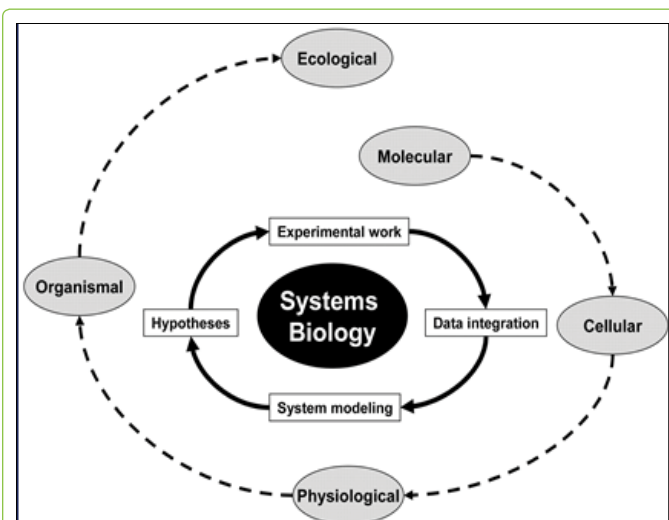 Ecological
Molecular
Experimental work
Organismal
Systems
Biology
Hypotheses
Data integration
Cellular
System modeling
Physiological